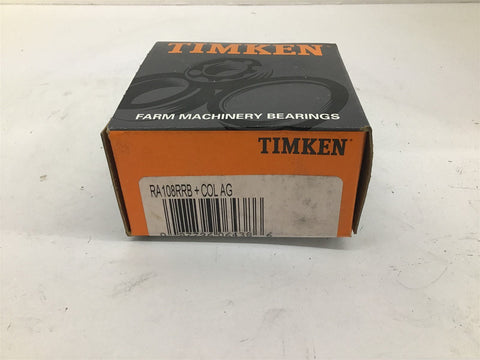 TIMKEN
FARM MACHINERY BEARINGS
TIMKEN
RA108RRB + COL AG